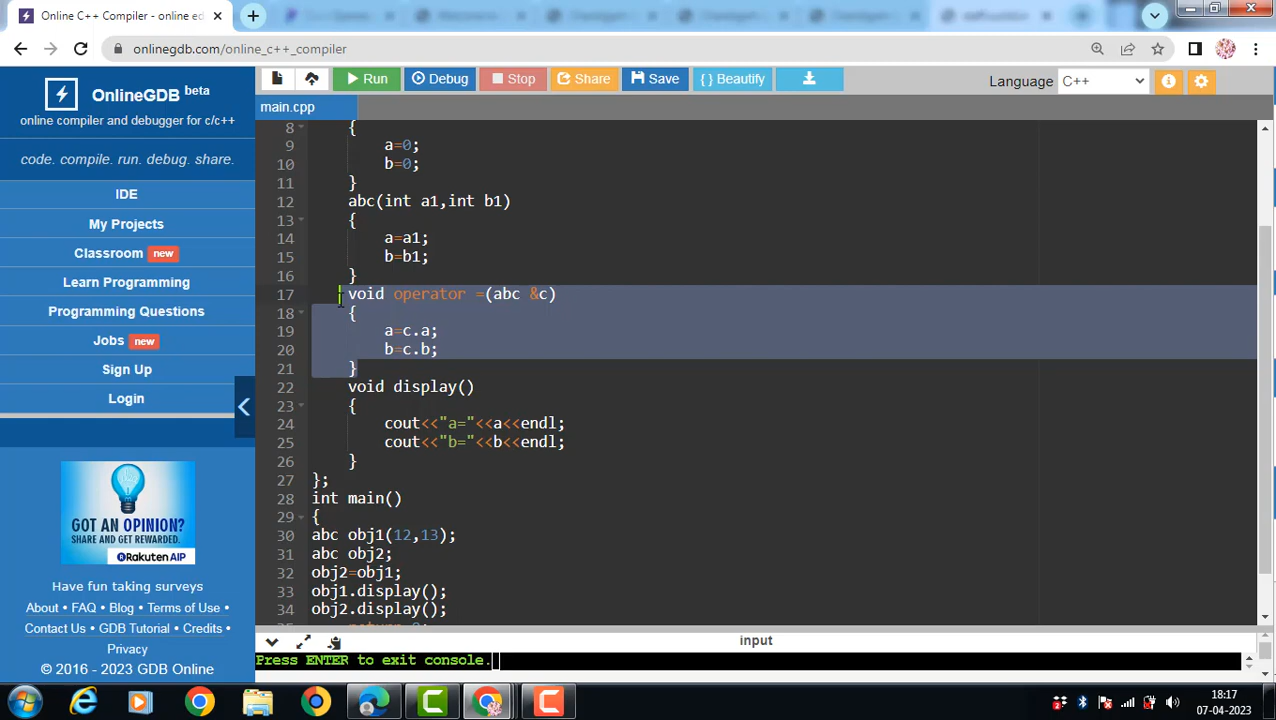 Online C++ Compiler - online edi
onlinegdb.com/online_c++_compiler
OnlineGDB beta
online compiler and debugger for c/c++
code. compile. run. debug. share.
IDE
My Projects
Classroom new
Learn Programming
Programming Questions
Jobs new
Sign Up
Login
GOT AN OPINION?
SHARE AND GET REWARDED.
Rakuten AIP
Have fun taking surveys
About • FAQ • Blog • Terms of Use •
Contact Us • GDB Tutorial • Credits •
Privacy
© 2016 - 2023 GDB Online
Run Debug Stop Share Save { } Beautify
Language C++
main.cpp
8 {
9 a=0;
10 b=0;
11 }
12 abc(int a1,int b1)
13 {
14 a=a1;
15 b=b1;
16 }
17 void operator =(abc &c)
18 {
19 a=c.a;
20 b=c.b;
21 }
22 void display()
23 {
24 cout<<"a="<<a<<endl;
25 cout<<"b="<<b<<endl;
26 }
27 };
28 int main()
29 {
30 abc obj1(12,13);
31 abc obj2;
32 obj2=obj1;
33 obj1.display();
34 obj2.display();
input
Press ENTER to exit console.
18:17
07-04-2023